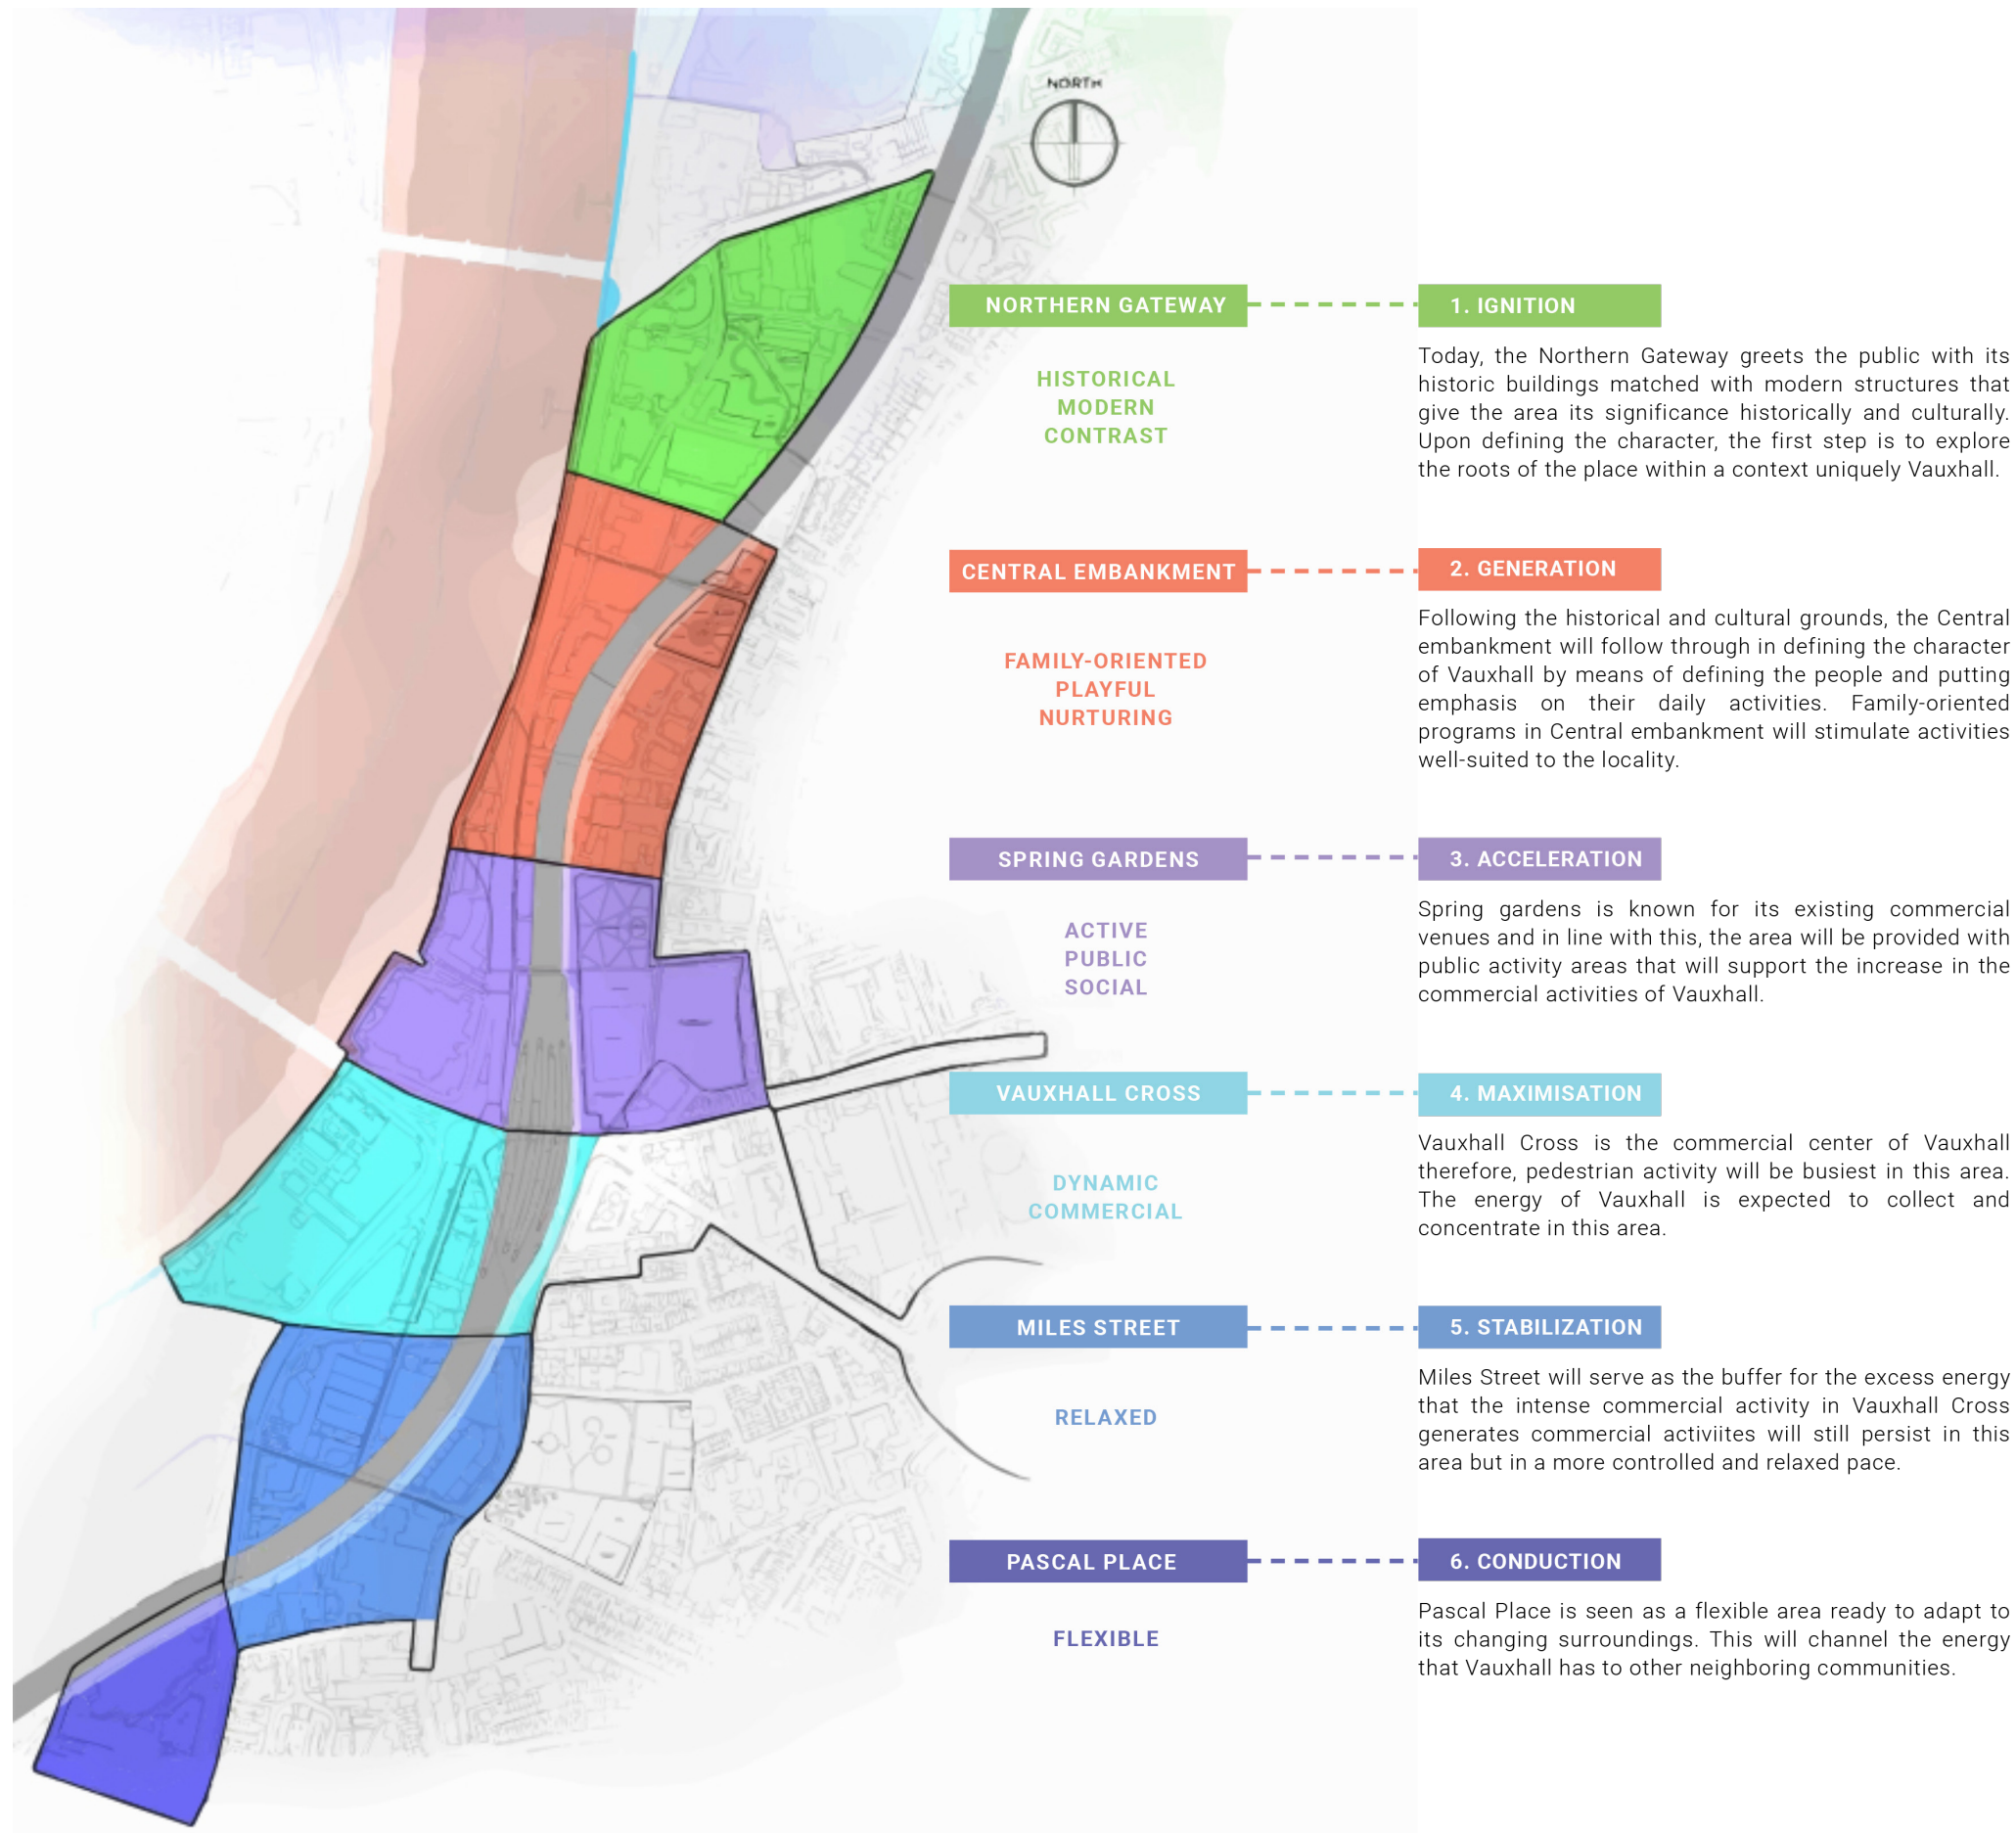 NORTH
NORTHERN GATEWAY
HISTORICAL
MODERN
CONTRAST
1. IGNITION
Today, the Northern Gateway greets the public with its
historic buildings matched with modern structures that
give the area its significance historically and culturally.
Upon defining the character, the first step is to explore
the roots of the place within a context uniquely Vauxhall.
CENTRAL EMBANKMENT
FAMILY-ORIENTED
PLAYFUL
NURTURING
2. GENERATION
Following the historical and cultural grounds, the Central
embankment will follow through in defining the character
of Vauxhall by means of defining the people and putting
emphasis on their daily activities. Family-oriented
programs in Central embankment will stimulate activities
well-suited to the locality.
SPRING GARDENS
ACTIVE
PUBLIC
SOCIAL
3. ACCELERATION
Spring gardens is known for its existing commercial
venues and in line with this, the area will be provided with
public activity areas that will support the increase in the
commercial activities of Vauxhall.
VAUXHALL CROSS
DYNAMIC
COMMERCIAL
4. MAXIMISATION
Vauxhall Cross is the commercial center of Vauxhall
therefore, pedestrian activity will be busiest in this area.
The energy of Vauxhall is expected to collect and
concentrate in this area.
MILES STREET
RELAXED
5. STABILIZATION
Miles Street will serve as the buffer for the excess energy
that the intense commercial activity in Vauxhall Cross
generates commercial activiites will still persist in this
area but in a more controlled and relaxed pace.
PASCAL PLACE
FLEXIBLE
6. CONDUCTION
Pascal Place is seen as a flexible area ready to adapt to
its changing surroundings. This will channel the energy
that Vauxhall has to other neighboring communities.